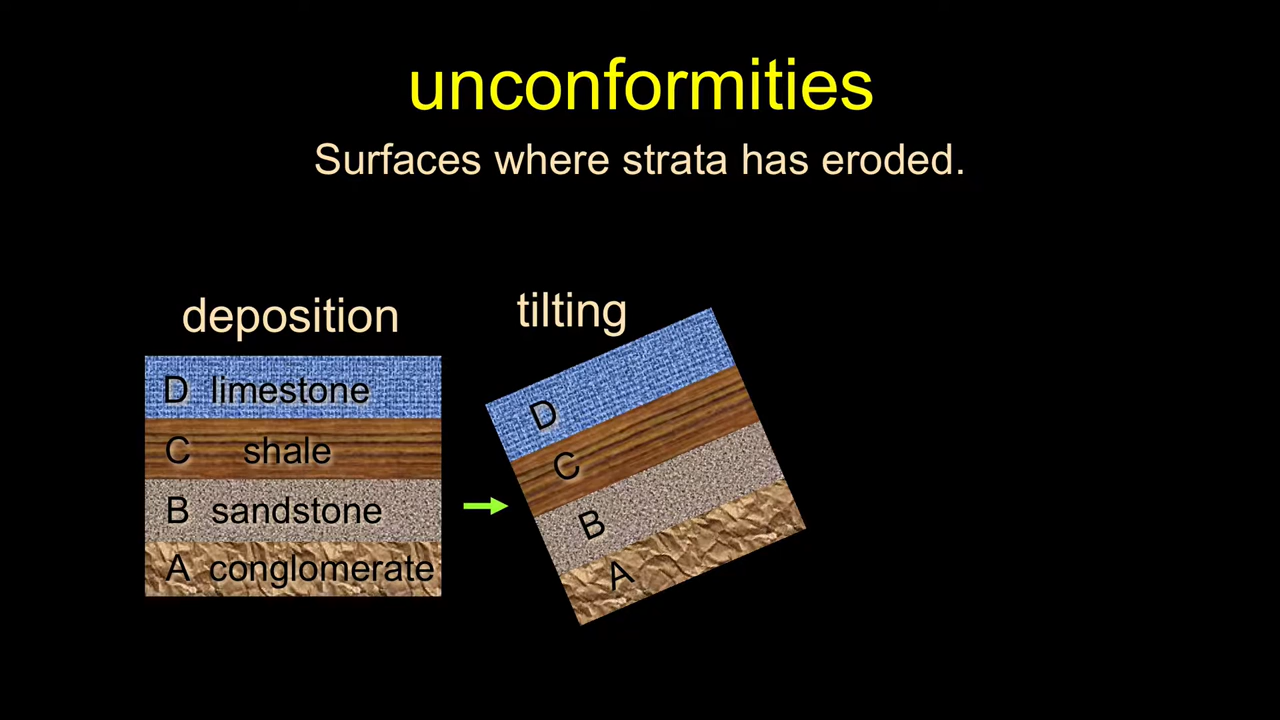 unconformities
Surfaces where strata has eroded.
deposition
D limestone
C shale
B sandstone
A conglomerate
tilting
D
C
B
A